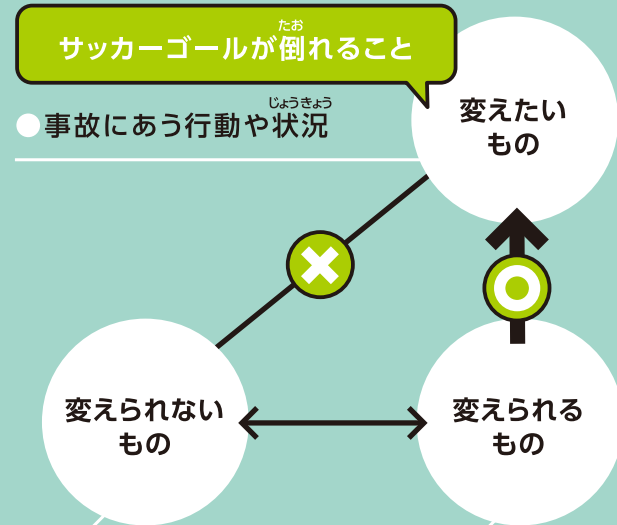 たお
サッカーゴールが倒れること
じょうきょう
●事故にあう行動や状況
変えたい
もの
変えられない
もの
変えられる
もの